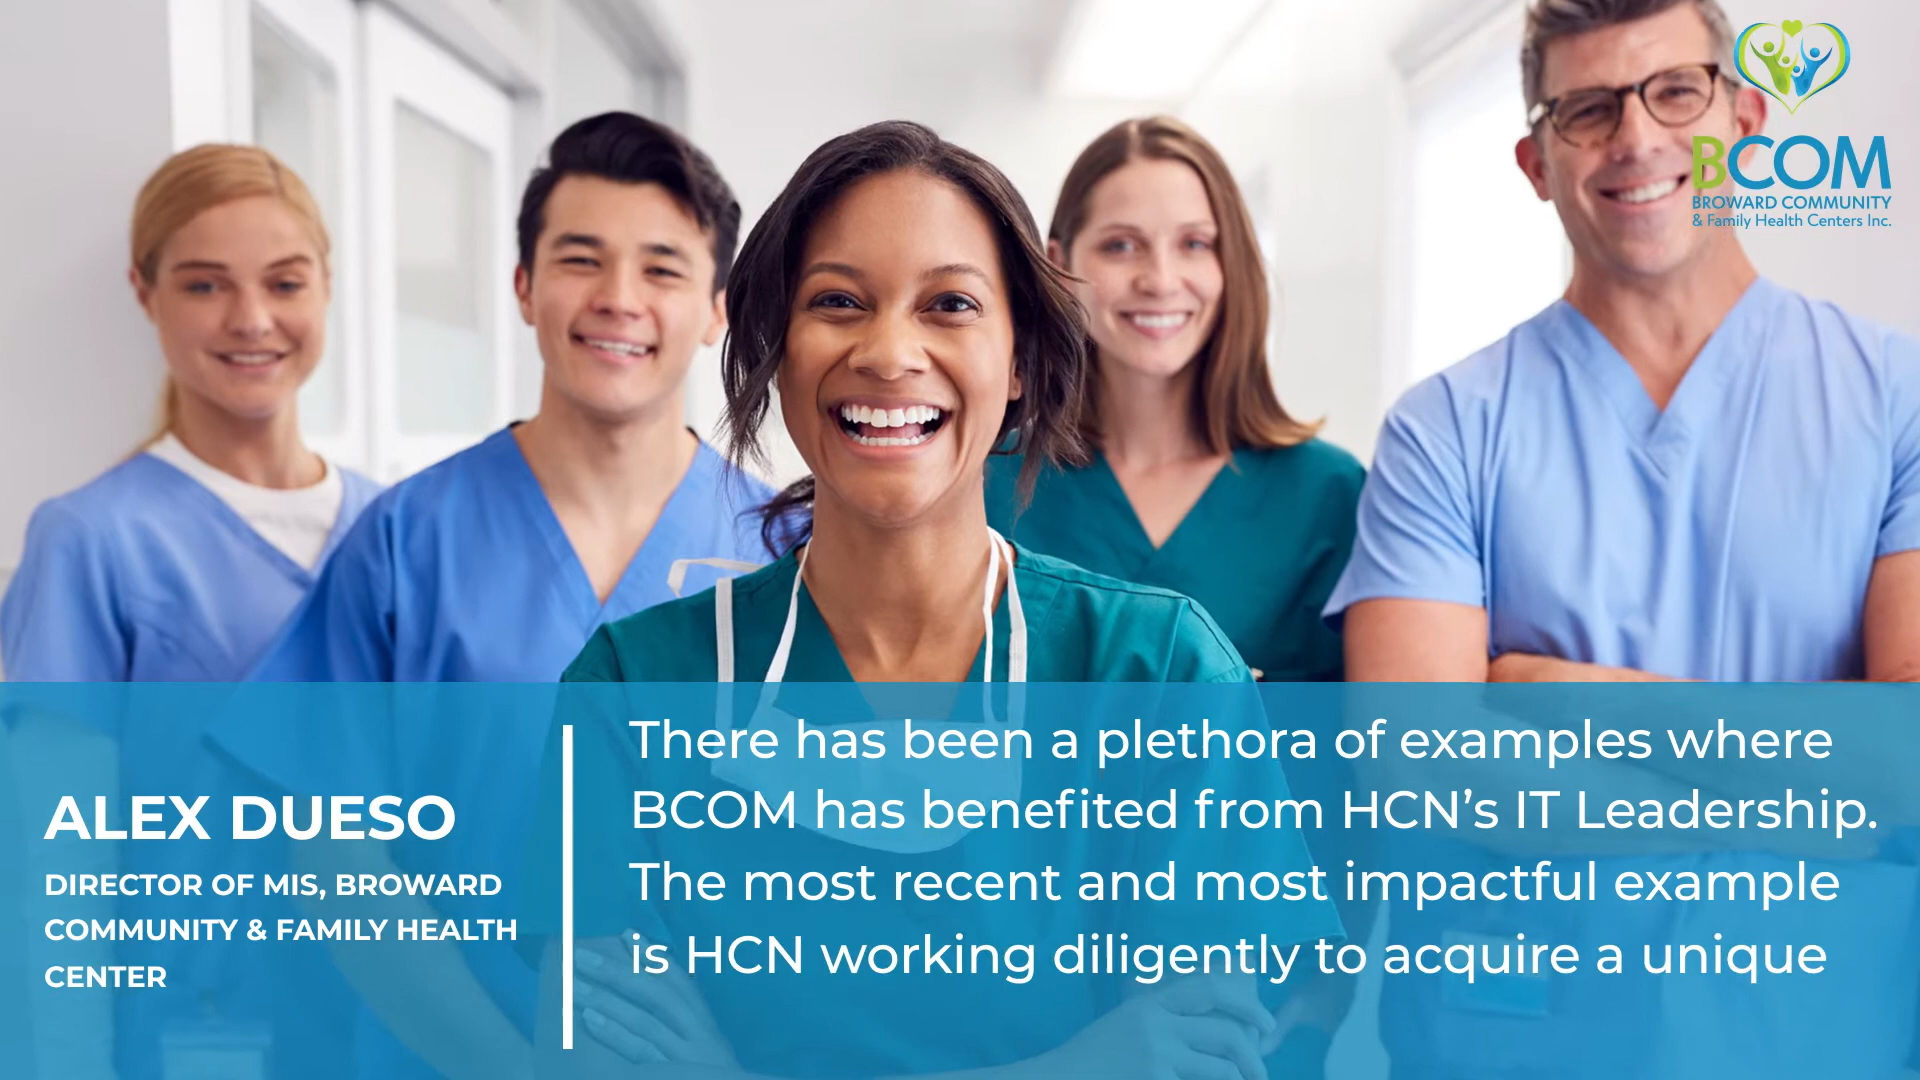 BCOM
BROWARD COMMUNITY
& Family Health Centers Inc.
ALEX DUESO
DIRECTOR OF MIS, BROWARD
COMMUNITY & FAMILY HEALTH
CENTER
There has been a plethora of examples where
BCOM has benefited from HCN’s IT Leadership.
The most recent and most impactful example
is HCN working diligently to acquire a unique